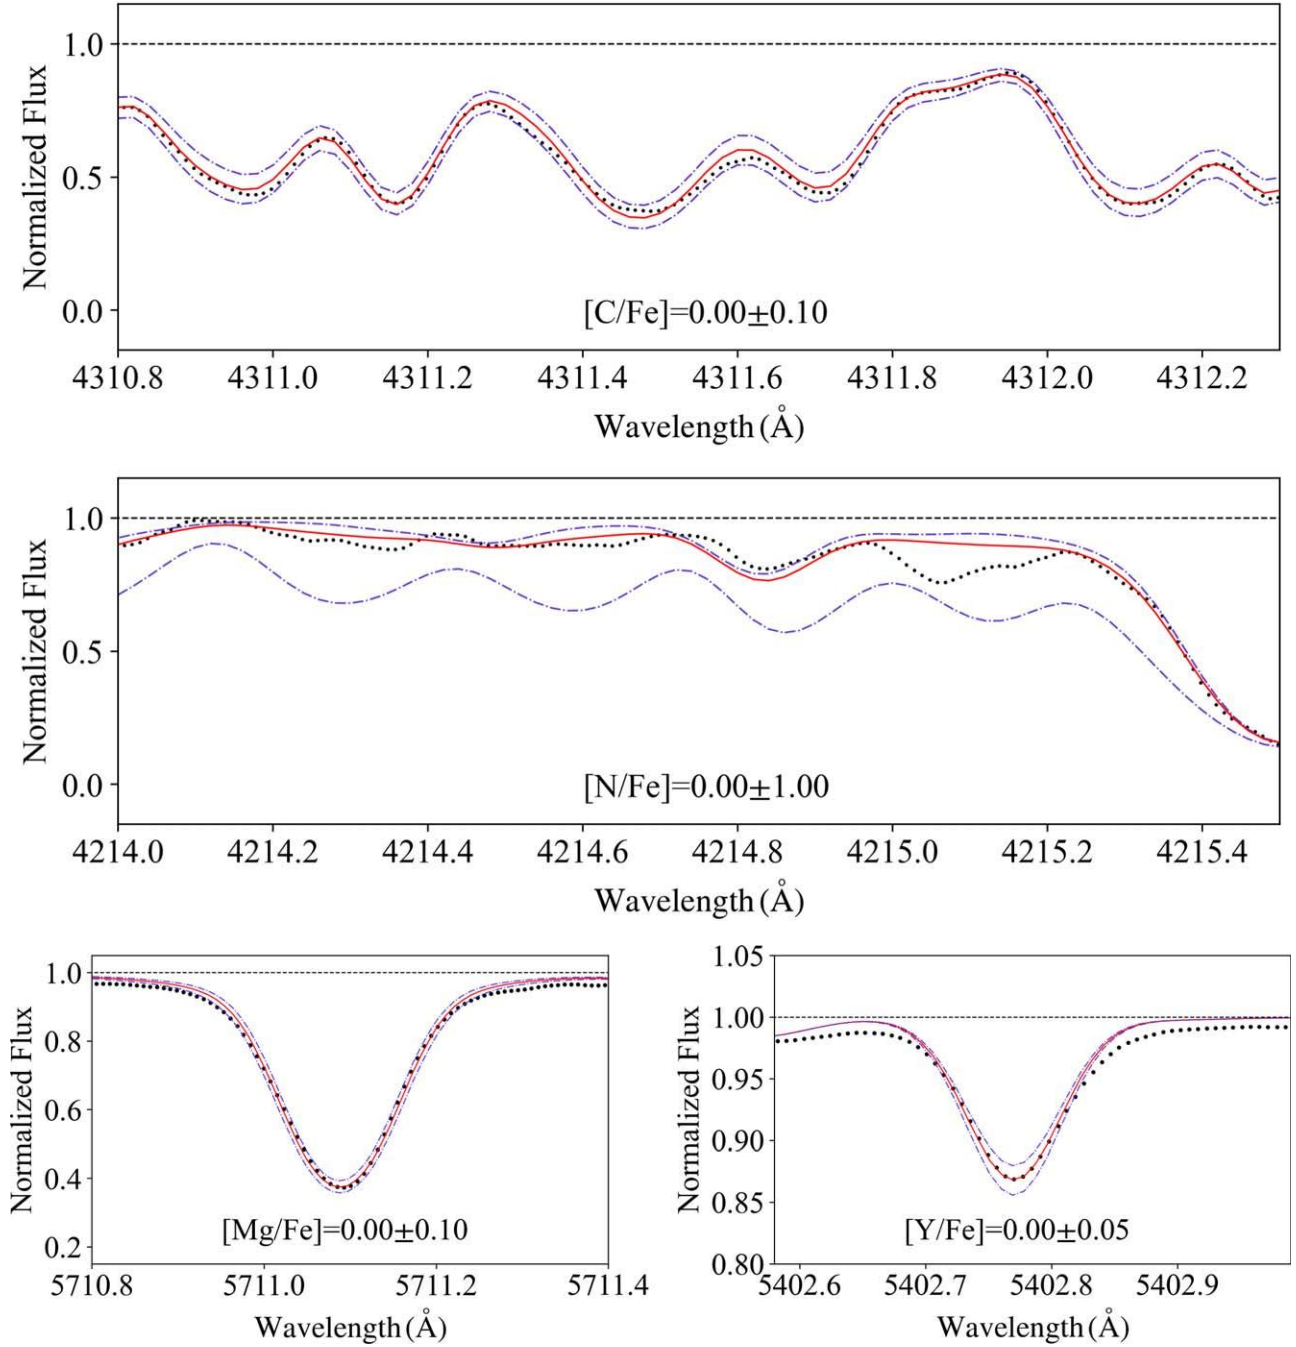 Normalized Flux
1.0
0.5
0.0
[C/Fe]=0.00±0.10
4310.8 4311.0 4311.2 4311.4 4311.6 4311.8 4312.0 4312.2
Wavelength (Å)
Normalized Flux
1.0
0.5
0.0
[N/Fe]=0.00±1.00
4214.0 4214.2 4214.4 4214.6 4214.8 4215.0 4215.2 4215.4
Wavelength (Å)
Normalized Flux
1.0
0.8
0.6
0.4
0.2
[Mg/Fe]=0.00±0.10
5710.8 5711.0 5711.2 5711.4
Wavelength (Å)
Normalized Flux
1.05
1.00
0.95
0.90
0.85
0.80
[Y/Fe]=0.00±0.05
5402.6 5402.7 5402.8 5402.9
Wavelength (Å)